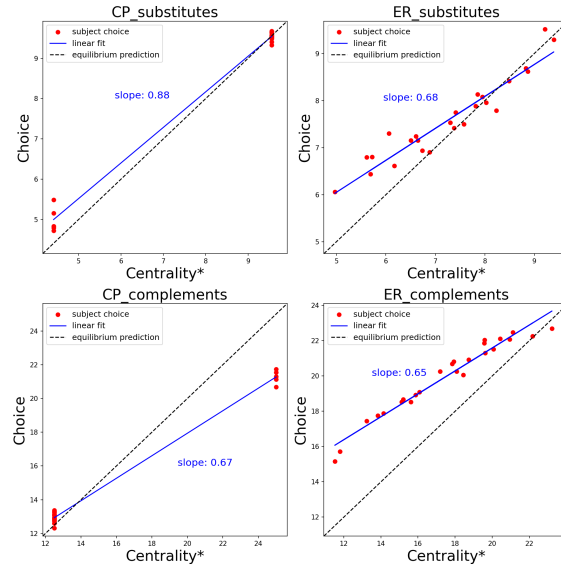 CP_substitutes
subject choice
linear fit
equilibrium prediction
slope: 0.88
Choice
9
8
7
6
5
6
7
8
9
Centrality*
ER_substitutes
subject choice
linear fit
equilibrium prediction
slope: 0.68
Choice
9
8
7
6
5
5
6
7
8
9
Centrality*
CP_complements
subject choice
linear fit
equilibrium prediction
slope: 0.67
Choice
24
22
20
18
16
14
12
12
14
16
18
20
22
24
Centrality*
ER_complements
subject choice
linear fit
equilibrium prediction
slope: 0.65
Choice
24
22
20
18
16
14
12
12
14
16
18
20
22
Centrality*